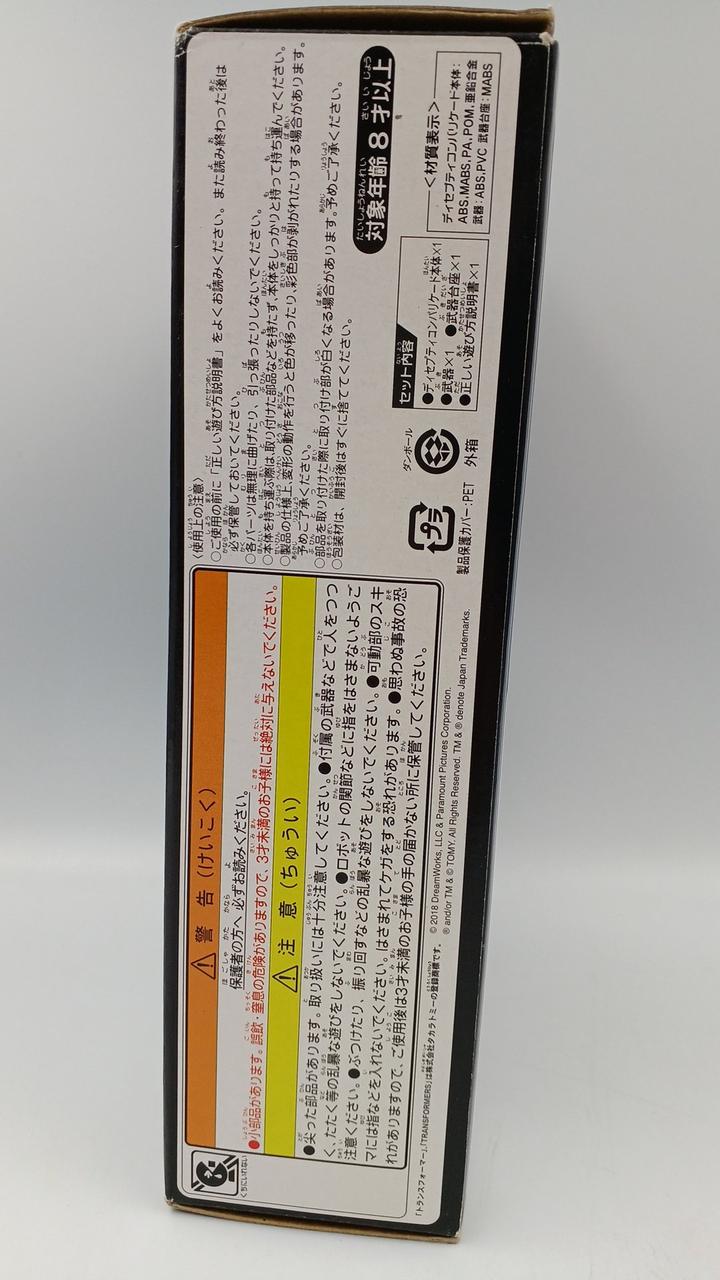 ⚠警 告（けいこく）
保護者の方へ 必ずお読みください。
●小部品があります。誤飲・窒息の危険がありますので、3才未満のお子様には絶対に与えないでください。
⚠注 意（ちゅうい）
●尖った部品があります。取り扱いには十分注意してください。●付属の武器などで人をつつ
く、たたく等の乱暴な遊びをしないでください。●ロボットの関節などに指をはさまないようご
注意ください。●ぶつけたり、振り回すなどの乱暴な遊びをしないでください。●可動部のスキ
マには指などを入れないでください。はさまれてケガをする恐れがあります。●思わぬ事故の恐
れがありますので、ご使用後は3才未満のお子様の手の届かない所に保管してください。
くちにいれない
「トランスフォーマー」、「TRANSFORMERS」は株式会社タカラトミーの登録商標です。
© 2018 DreamWorks, LLC & Paramount Pictures Corporation.
® and/or TM & © TOMY. All Rights Reserved. TM & ® denote Japan Trademarks.
〈使用上の注意〉
○ご使用の前に「正しい遊び方説明書」をよくお読みください。また読み終わった後は
必ず保管しておいてください。
○各パーツは無理に曲げたり、引っ張ったりしないでください。
○本体を持ち運ぶ際は、取り付けた部品などを持たず、本体をしっかりと持って持ち運んでください。
○製品の仕様上、変形の動作を行うと色が移ったり、彩色部が剥がれたりする場合があります。
予めご了承ください。
○部品を取り付けた際に取り付け部が白くなる場合があります。予めご了承ください。
○包装材は、開封後はすぐに捨ててください。
対象年齢 8 才以上
プラ
製品保護カバー:PET
ダンボール
外箱
セット内容
●ディセプティコンバリケード本体×1
●武器×1 ●武器台座×1
●正しい遊び方説明書×1
＜材質表示＞
ディセプティコンバリケード本体:
ABS,MABS,PA,POM,亜鉛合金
武器:ABS,PVC 武器台座:MABS